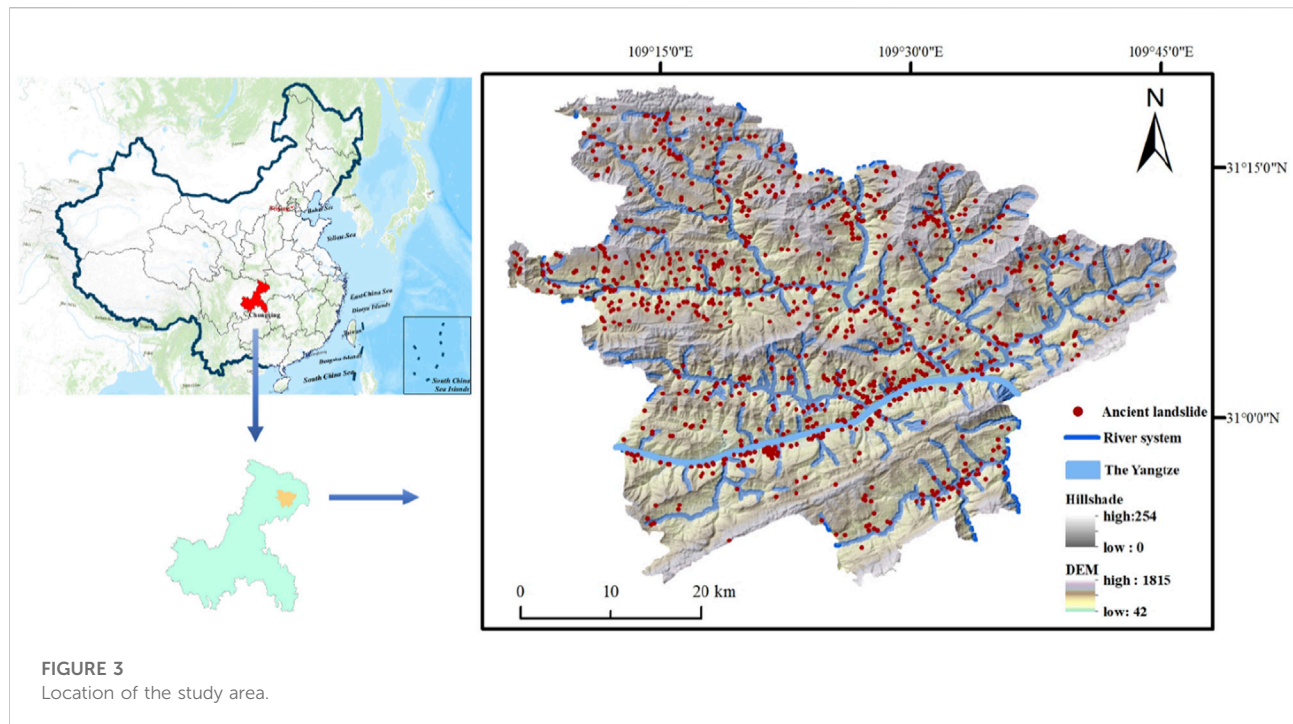 109°15'0"E
109°30'0"E
109°45'0"E
N
31°15'0"N
31°0'0"N
Beijing
Bohai Sea
Yellow Sea
East China Sea
Diaoyu Islands
Chongqing
Taiwan
Dongsha Islands
South China Sea
South China
Sea Islands
Ancient landslide
River system
The Yangtze
Hillshade
high:254
low : 0
DEM
high : 1815
low: 42
0 10 20 km
FIGURE 3
Location of the study area.